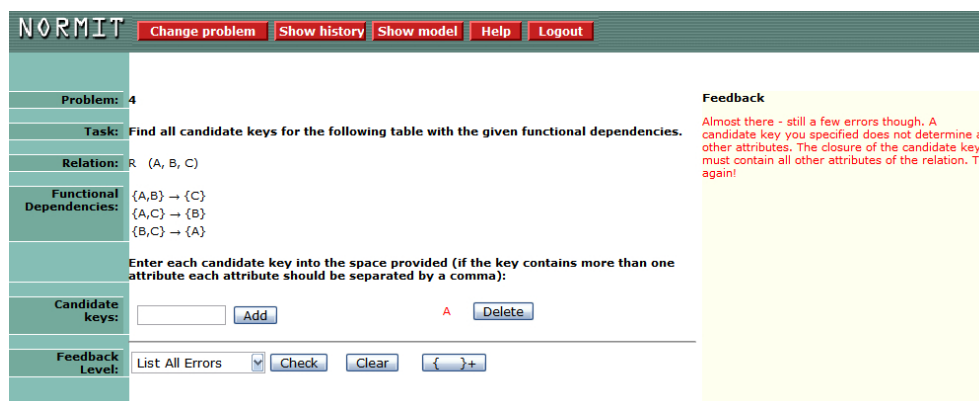 NORMIT
Change problem Show history Show model Help Logout
Problem: 4
Task: Find all candidate keys for the following table with the given functional dependencies.
Relation: R (A, B, C)
Functional Dependencies:
{A,B} → {C}
{A,C} → {B}
{B,C} → {A}
Enter each candidate key into the space provided (if the key contains more than one
attribute each attribute should be separated by a comma):
Candidate keys: Add A Delete
Feedback Level: List All Errors Check Clear { }+
Feedback
Almost there - still a few errors though. A
candidate key you specified does not determine
other attributes. The closure of the candidate key
must contain all other attributes of the relation.
again!